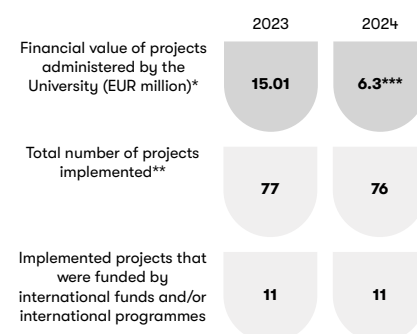 2023 2024
Financial value of projects
administered by the
University (EUR million)*
15.01 6.3***
Total number of projects
implemented**
77 76
Implemented projects that
were funded by
international funds and/or
international programmes
11 11